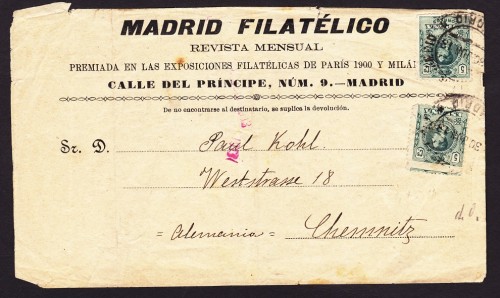 MADRID FILATÉLICO
REVISTA MENSUAL
PREMIADA EN LAS EXPOSICIONES FILATÉLICAS DE PARÍS 1900 Y MILÁN
CALLE DEL PRÍNCIPE, NÚM. 9.—MADRID
De no encontrarse al destinatario, se suplica la devolución.
Sr. D. Paul Kohl.
Weststrasse 18
Alemania
Chemnitz
MADRID